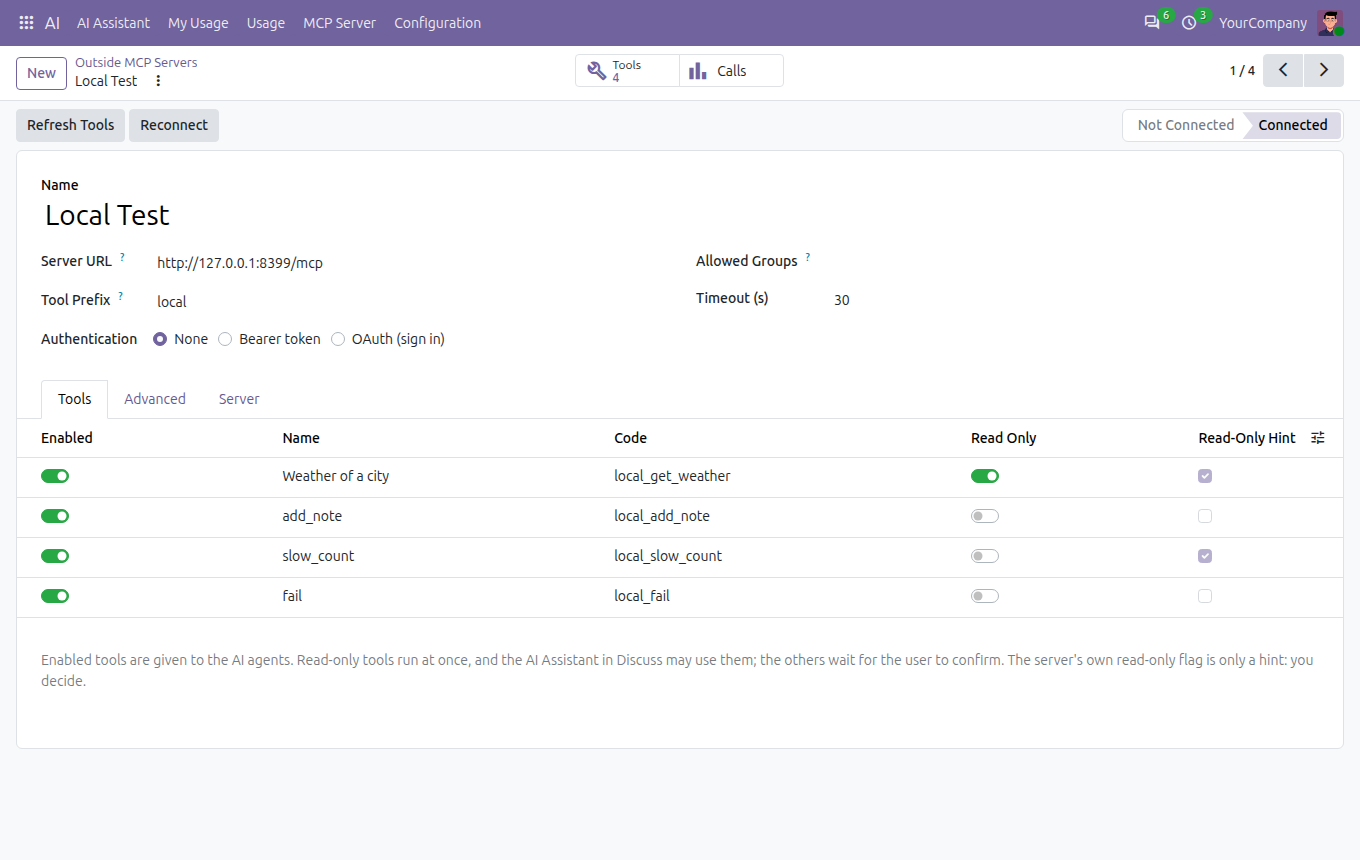 AI AI Assistant My Usage Usage MCP Server Configuration 6 3 YourCompany
New Outside MCP Servers
Local Test
Tools
4
Calls
1 / 4
Refresh Tools Reconnect Not Connected Connected
Name
Local Test
Server URL ? http://127.0.0.1:8399/mcp
Allowed Groups ?
Tool Prefix ? local
Timeout (s) 30
Authentication None Bearer token OAuth (sign in)
Tools Advanced Server
Enabled Name Code Read Only Read-Only Hint
Weather of a city local_get_weather
add_note local_add_note
slow_count local_slow_count
fail local_fail
Enabled tools are given to the AI agents. Read-only tools run at once, and the AI Assistant in Discuss may use them; the others wait for the user to confirm. The server's own read-only flag is only a hint: you
decide.